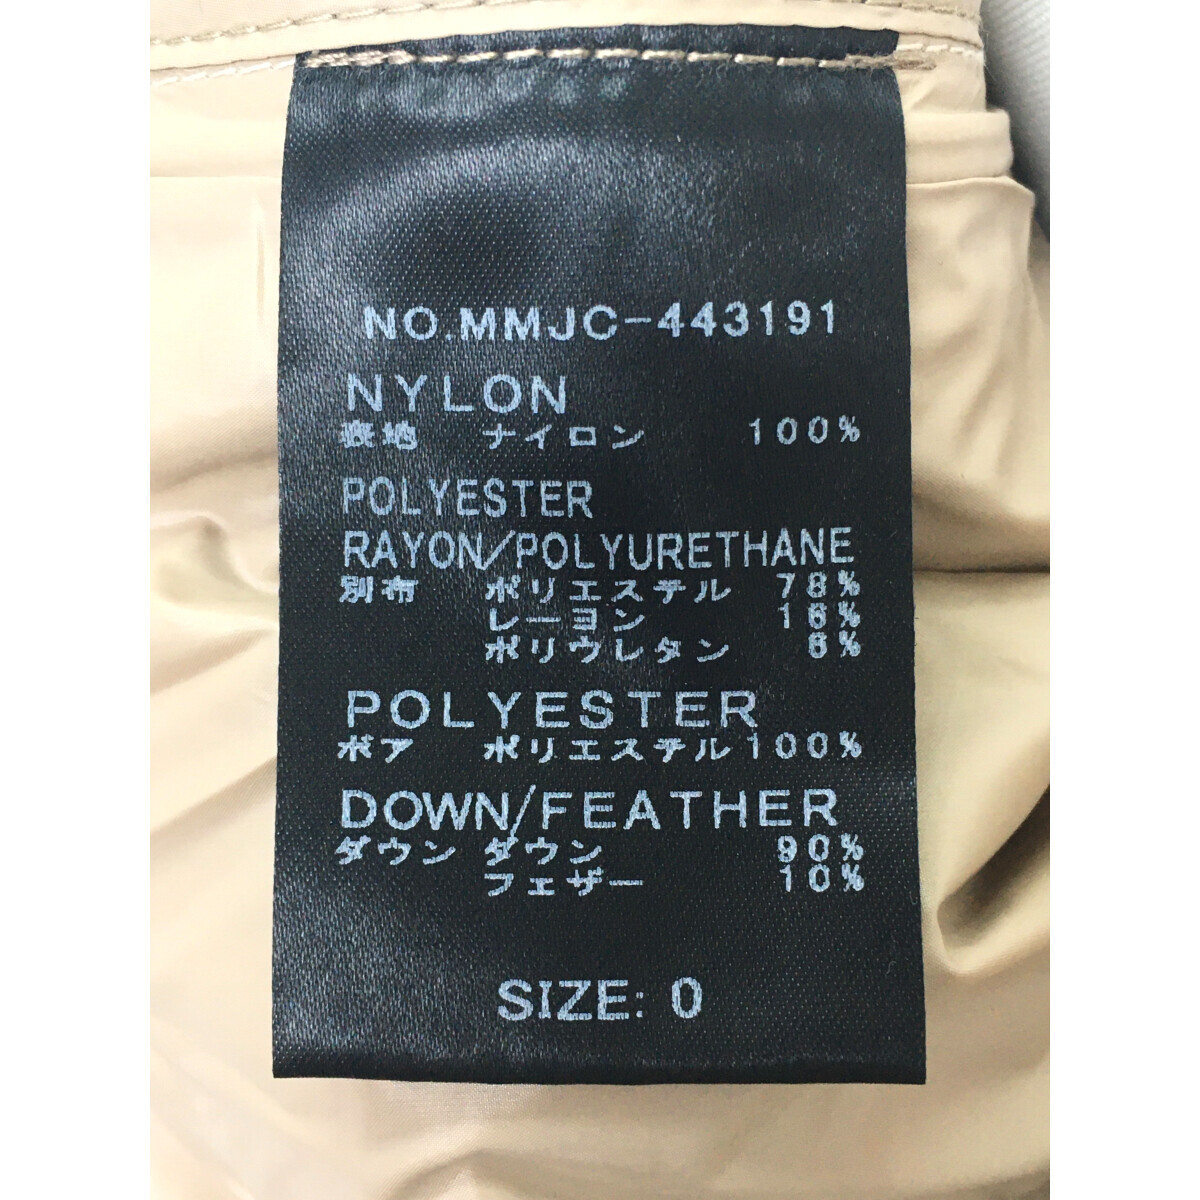 NO.MMJC-443191
NYLON
表地 ナイロン 100%
POLYESTER
RAYON/POLYURETHANE
別布 ポリエステル 78%
レーヨン 16%
ポリウレタン 6%
POLYESTER
ボア ポリエステル100%
DOWN/FEATHER
ダウン ダウン 90%
フェザー 10%
SIZE: 0